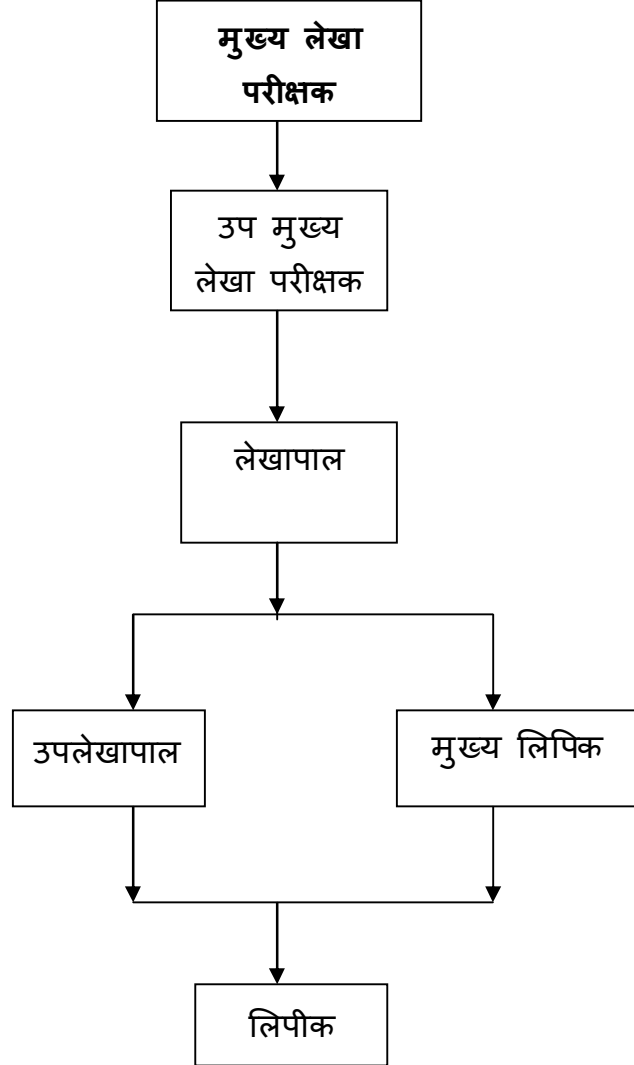 मुख्य लेखा
परीक्षक
उप मुख्य
लेखा परीक्षक
लेखापाल
उपलेखापाल
मुख्य लिपिक
लिपीक